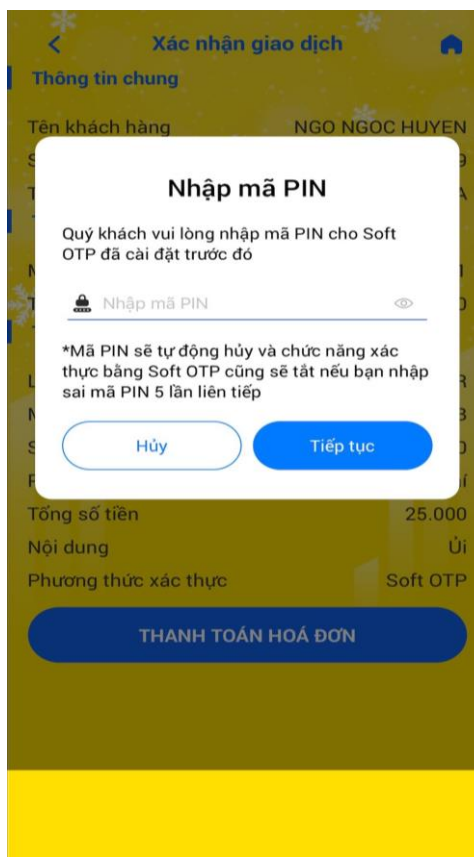 Xác nhận giao dịch
Thông tin chung
Tên khách hàng NGO NGOC HUYEN
Nhập mã PIN
Quý khách vui lòng nhập mã PIN cho Soft
OTP đã cài đặt trước đó
Nhập mã PIN
*Mã PIN sẽ tự động hủy và chức năng xác
thực bằng Soft OTP cũng sẽ tắt nếu bạn nhập
sai mã PIN 5 lần liên tiếp
Hủy Tiếp tục
Tổng số tiền 25.000
Nội dung Ủi
Phương thức xác thực Soft OTP
THANH TOÁN HOÁ ĐƠN